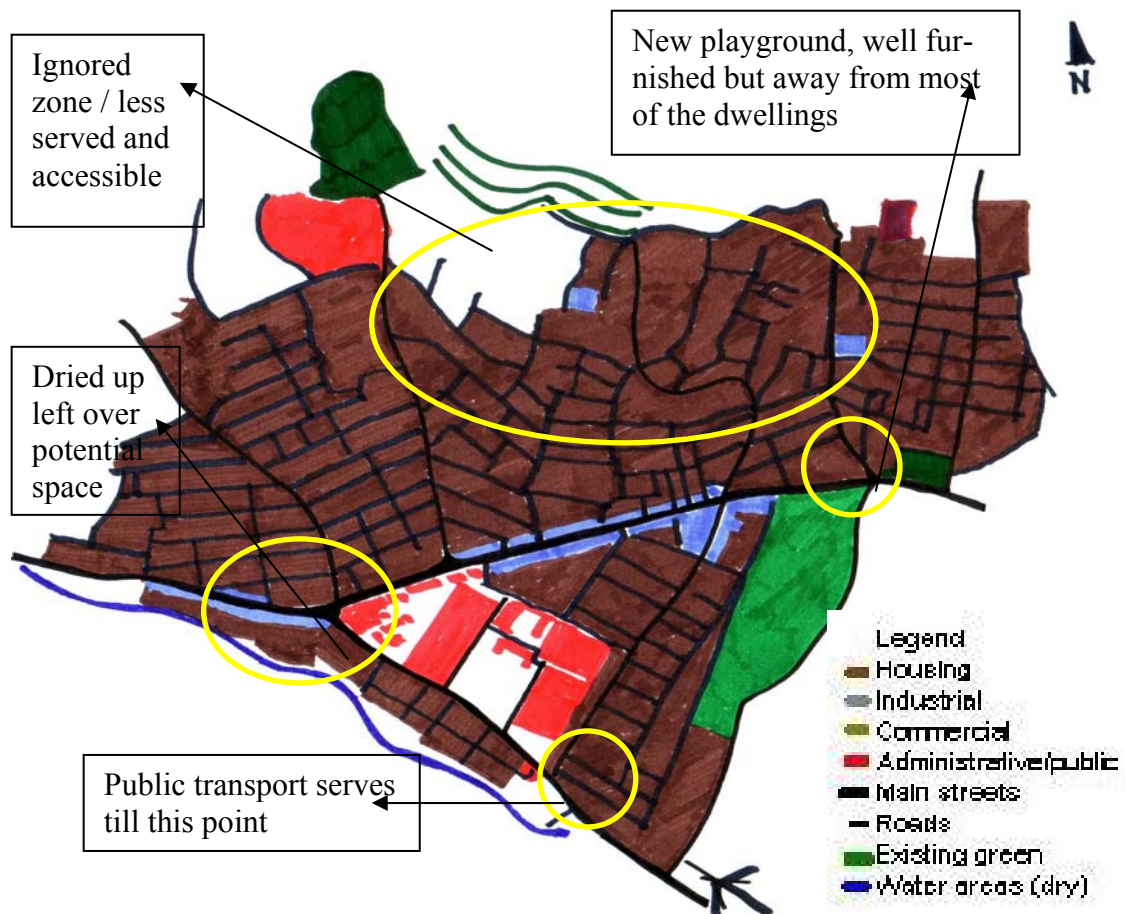 Ignored
zone / less
served and
accessible
New playground, well fur-
nished but away from most
of the dwellings
N
Dried up
left over
potential
space
Public transport serves
till this point
Legend
Housing
Industrial
Commercial
Administrative/public
Main streets
Roads
Existing green
Water areas (dry)